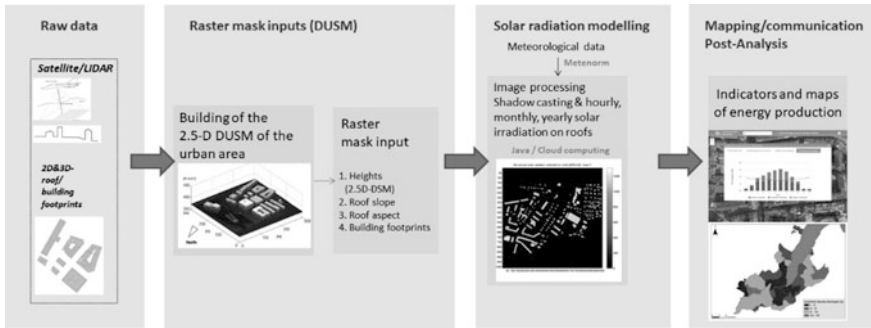 Raw data
Satellite/LIDAR
2D&3D-
roof/
building
footprints
Raster mask inputs (DUSM)
Building of the
2.5-D DUSM of the
urban area
Raster
mask input
1. Heights
(2.5D-DSM)
2. Roof slope
3. Roof aspect
4. Building footprints
Solar radiation modelling
Meteorological data
Metenorm
Image processing
Shadow casting & hourly,
monthly, yearly solar
irradiation on roofs
Java / Cloud computing
Mapping/communication
Post-Analysis
Indicators and maps
of energy production